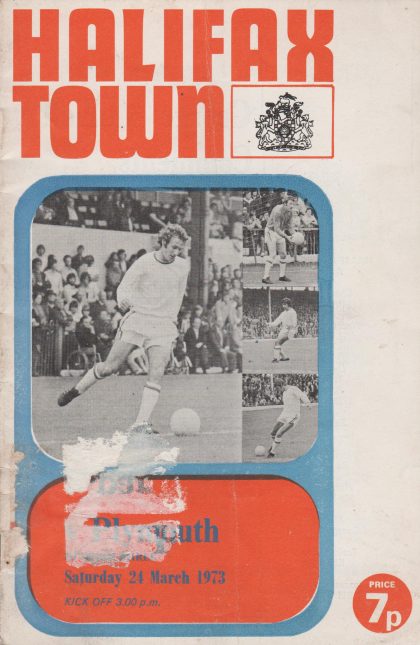 HALIFAX
TOWN
v. Plymouth
Saturday 24 March 1973
KICK OFF 3.00 p.m.
PRICE
7p